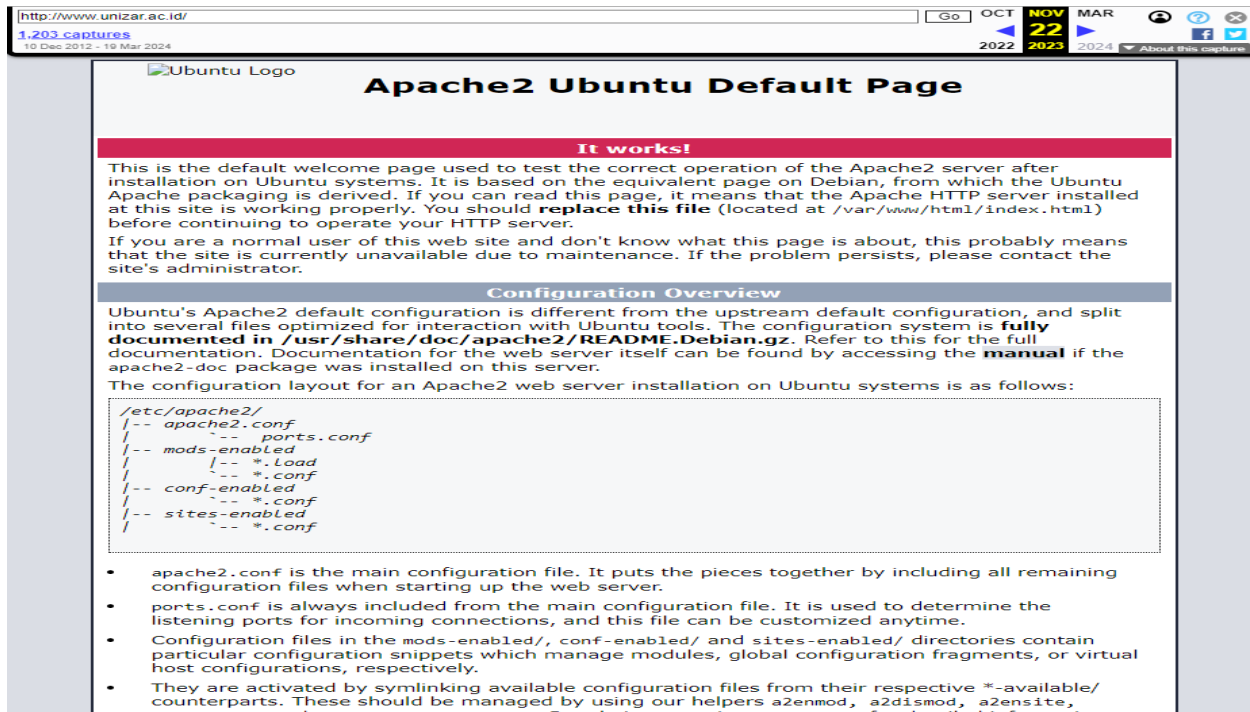 http://www.unizar.ac.id/ Go OCT NOV MAR
1,203 captures 22
10 Dec 2012 - 19 Mar 2024 2022 2023 2024 About this capture
Ubuntu Logo
Apache2 Ubuntu Default Page
It works!
This is the default welcome page used to test the correct operation of the Apache2 server after
installation on Ubuntu systems. It is based on the equivalent page on Debian, from which the Ubuntu
Apache packaging is derived. If you can read this page, it means that the Apache HTTP server installed
at this site is working properly. You should replace this file (located at /var/www/html/index.html)
before continuing to operate your HTTP server.
If you are a normal user of this web site and don't know what this page is about, this probably means
that the site is currently unavailable due to maintenance. If the problem persists, please contact the
site's administrator.
Configuration Overview
Ubuntu's Apache2 default configuration is different from the upstream default configuration, and split
into several files optimized for interaction with Ubuntu tools. The configuration system is fully
documented in /usr/share/doc/apache2/README.Debian.gz. Refer to this for the full
documentation. Documentation for the web server itself can be found by accessing the manual if the
apache2-doc package was installed on this server.
The configuration layout for an Apache2 web server installation on Ubuntu systems is as follows:
/etc/apache2/
|-- apache2.conf
|       `-- ports.conf
|-- mods-enabled
|       |-- *.load
|       `-- *.conf
|-- conf-enabled
|       `-- *.conf
|-- sites-enabled
|       `-- *.conf
• apache2.conf is the main configuration file. It puts the pieces together by including all remaining
configuration files when starting up the web server.
• ports.conf is always included from the main configuration file. It is used to determine the
listening ports for incoming connections, and this file can be customized anytime.
• Configuration files in the mods-enabled/, conf-enabled/ and sites-enabled/ directories contain
particular configuration snippets which manage modules, global configuration fragments, or virtual
host configurations, respectively.
• They are activated by symlinking available configuration files from their respective *-available/
counterparts. These should be managed by using our helpers a2enmod, a2dismod, a2ensite,